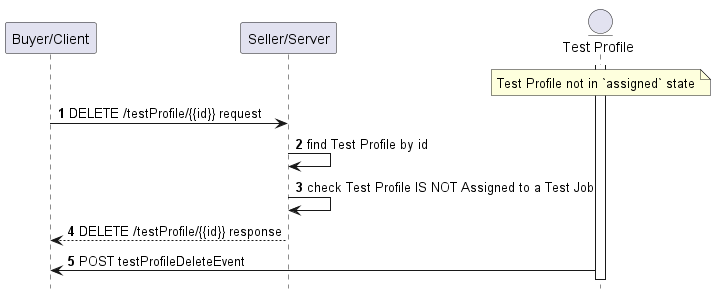 Buyer/Client
Seller/Server
Test Profile
Test Profile not in `assigned` state
1 DELETE /testProfile/{{id}} request
2 find Test Profile by id
3 check Test Profile IS NOT Assigned to a Test Job
4 DELETE /testProfile/{{id}} response
5 POST testProfileDeleteEvent